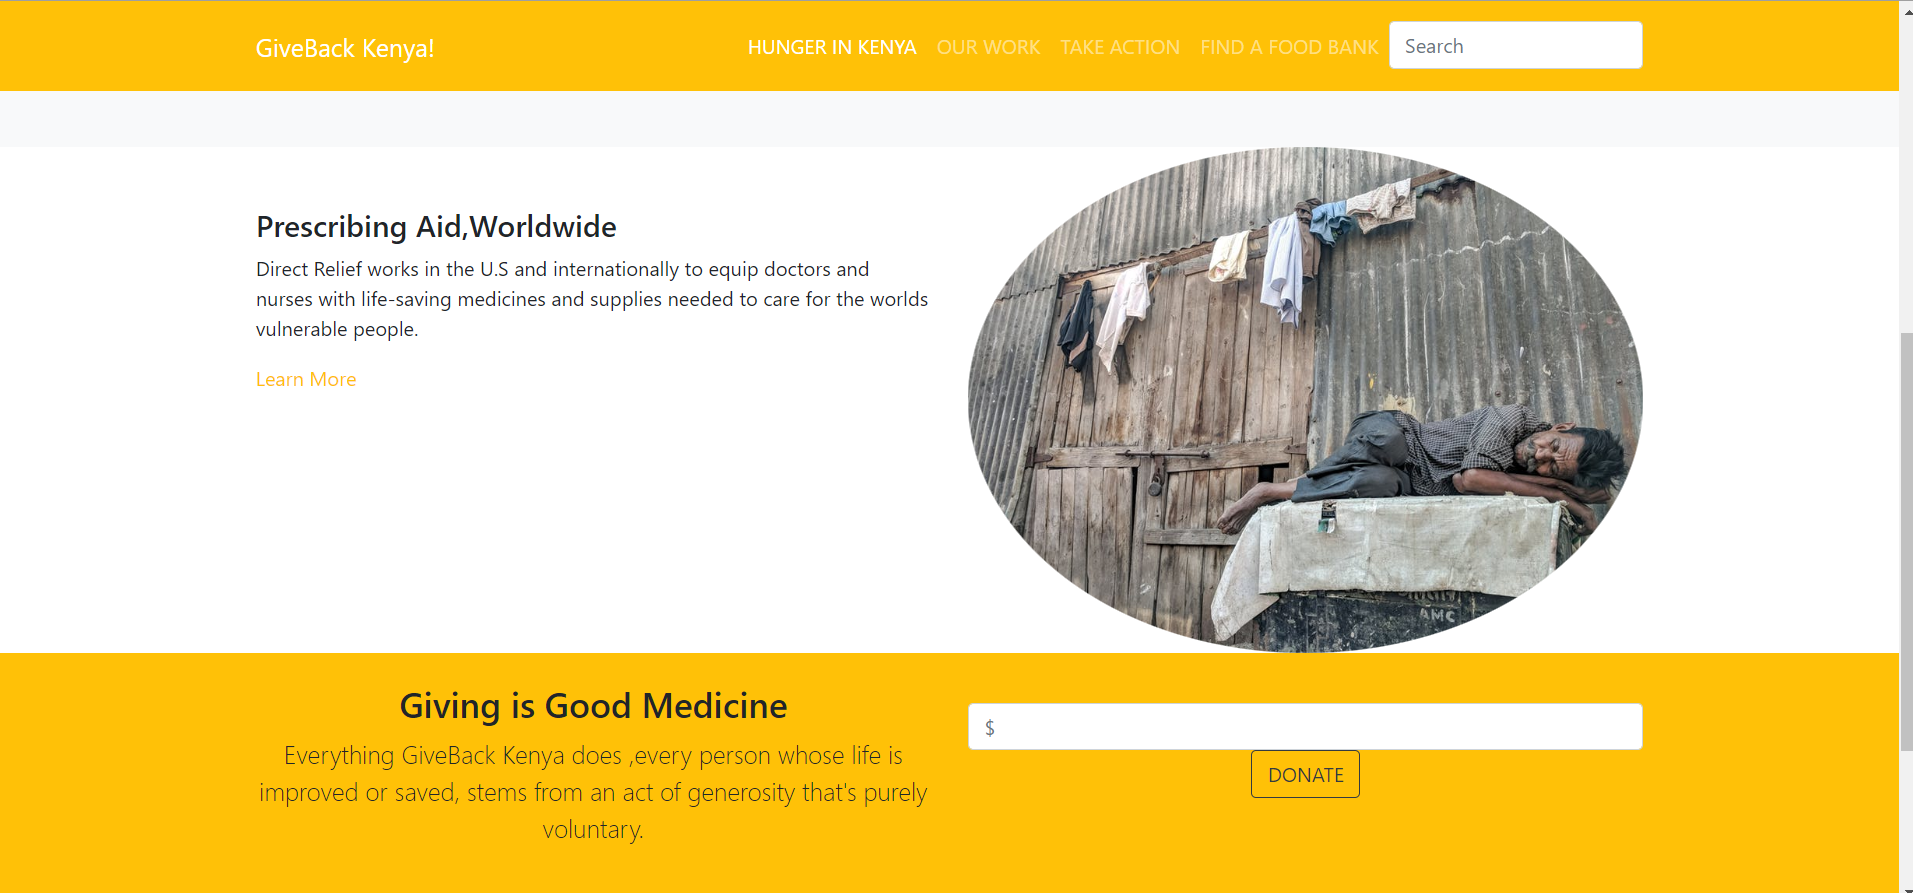 GiveBack Kenya!
HUNGER IN KENYA OUR WORK TAKE ACTION FIND A FOOD BANK Search
Prescribing Aid,Worldwide
Direct Relief works in the U.S and internationally to equip doctors and
nurses with life-saving medicines and supplies needed to care for the worlds
vulnerable people.
Learn More
AMC
Giving is Good Medicine
Everything GiveBack Kenya does ,every person whose life is
improved or saved, stems from an act of generosity that's purely
voluntary.
$
DONATE